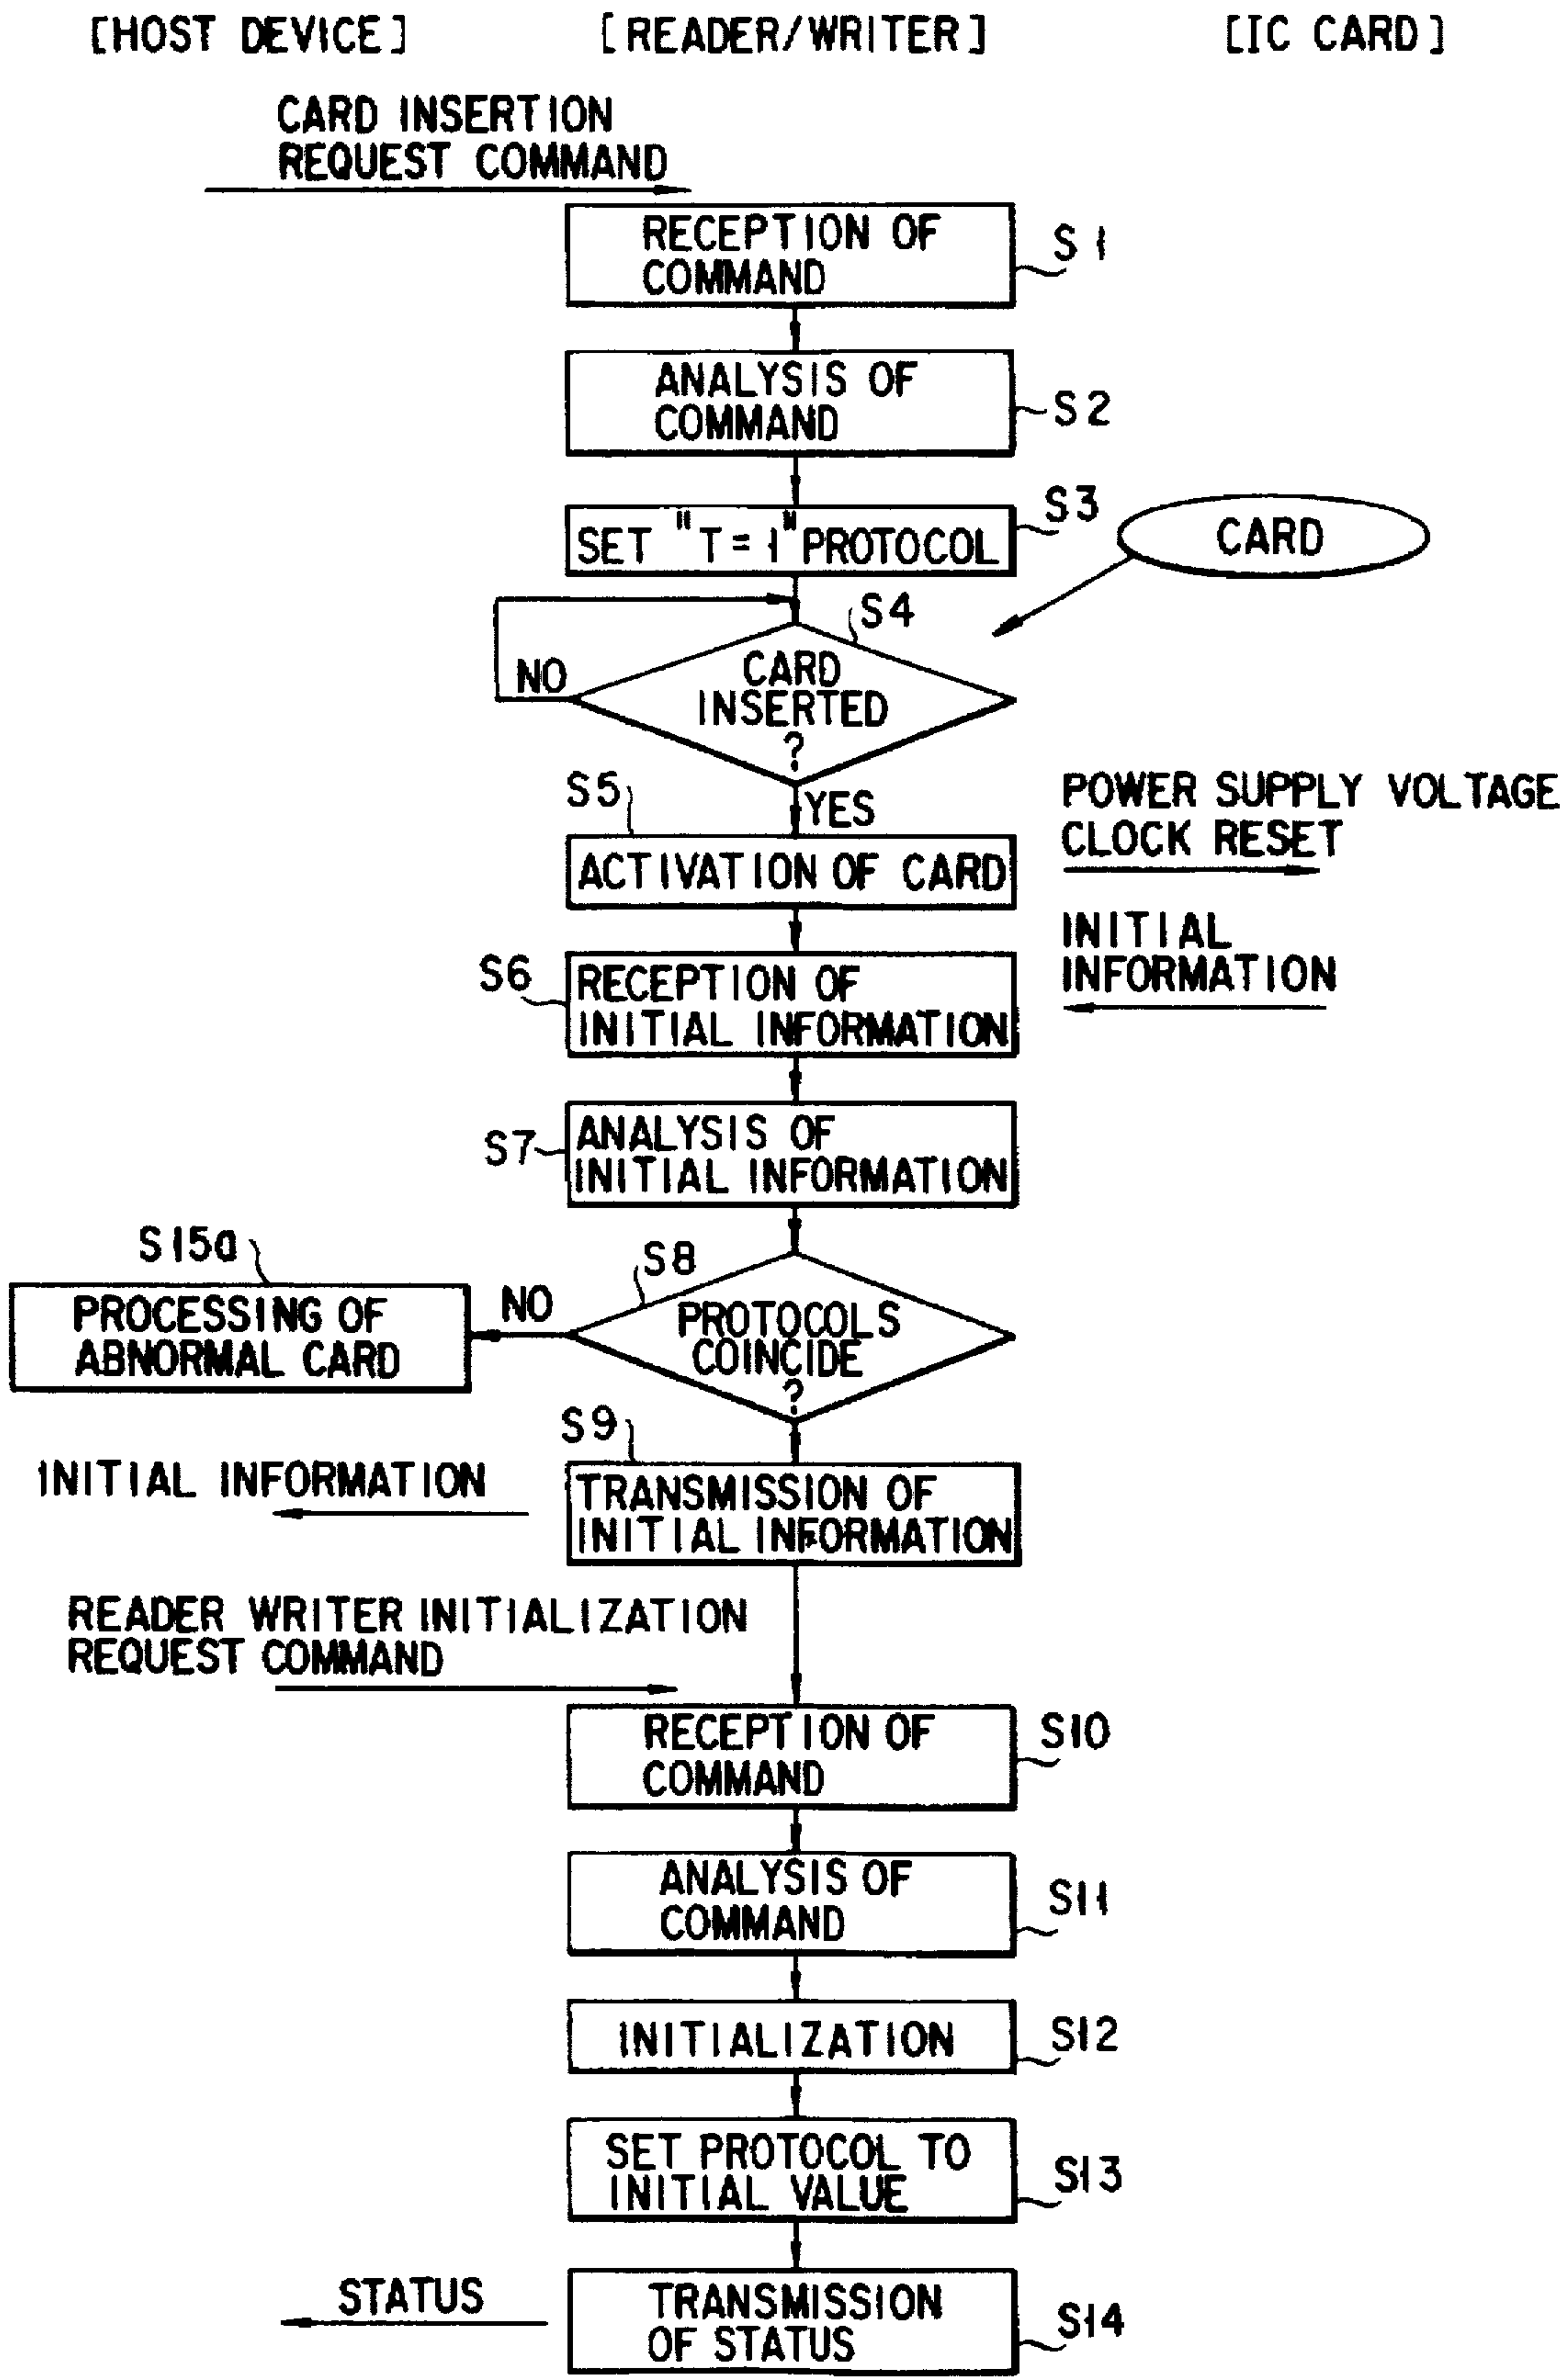 [HOST DEVICE]
[READER/WRITER]
[IC CARD]
CARD INSERTION
REQUEST COMMAND
RECEPTION OF
COMMAND
S1
ANALYSIS OF
COMMAND
S2
S3
SET "T=1" PROTOCOL
CARD
S4
NO
CARD
INSERTED
?
S5
YES
POWER SUPPLY VOLTAGE
CLOCK RESET
ACTIVATION OF CARD
INITIAL
INFORMATION
S6
RECEPTION OF
INITIAL INFORMATION
S7
ANALYSIS OF
INITIAL INFORMATION
S15a
S8
PROCESSING OF
ABNORMAL CARD
NO
PROTOCOLS
COINCIDE
?
S9
INITIAL INFORMATION
TRANSMISSION OF
INITIAL INFORMATION
READER WRITER INITIALIZATION
REQUEST COMMAND
RECEPTION OF
COMMAND
S10
ANALYSIS OF
COMMAND
S11
INITIALIZATION
S12
SET PROTOCOL TO
INITIAL VALUE
S13
STATUS
TRANSMISSION
OF STATUS
S14